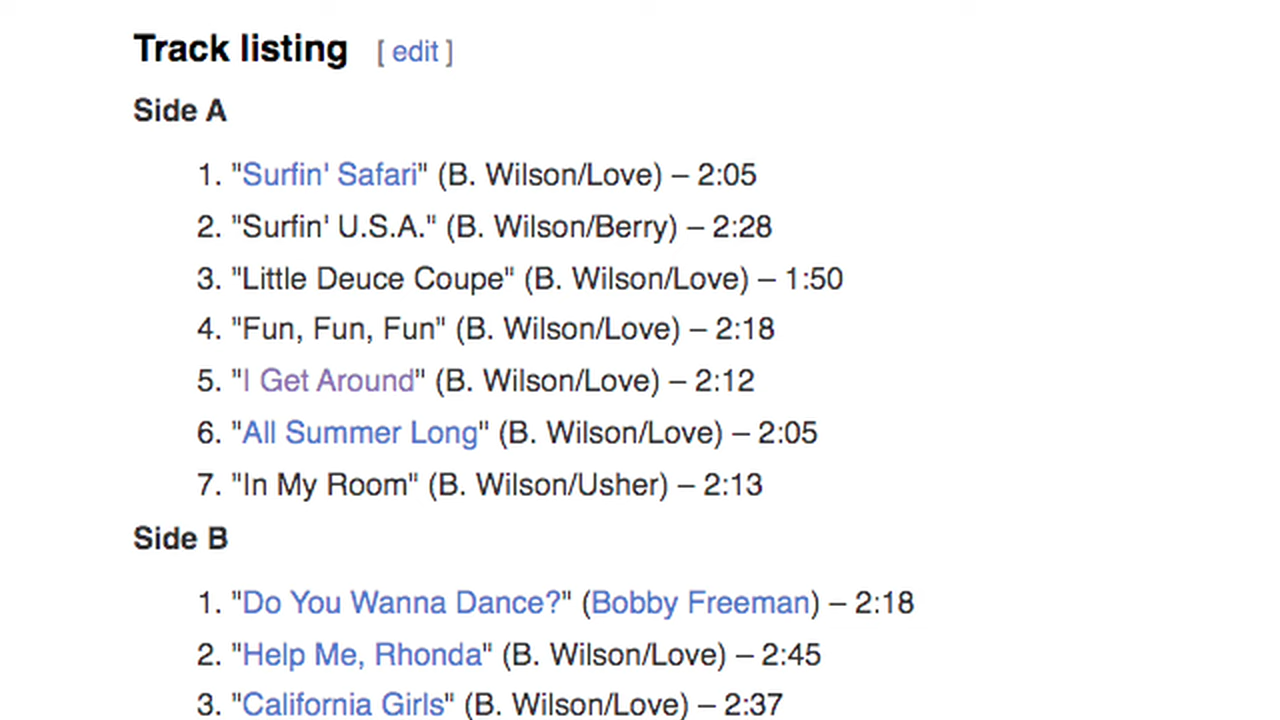 Track listing [ edit ]
Side A
1. "Surfin' Safari" (B. Wilson/Love) – 2:05
2. "Surfin' U.S.A." (B. Wilson/Berry) – 2:28
3. "Little Deuce Coupe" (B. Wilson/Love) – 1:50
4. "Fun, Fun, Fun" (B. Wilson/Love) – 2:18
5. "I Get Around" (B. Wilson/Love) – 2:12
6. "All Summer Long" (B. Wilson/Love) – 2:05
7. "In My Room" (B. Wilson/Usher) – 2:13
Side B
1. "Do You Wanna Dance?" (Bobby Freeman) – 2:18
2. "Help Me, Rhonda" (B. Wilson/Love) – 2:45
3. "California Girls" (B. Wilson/Love) – 2:37